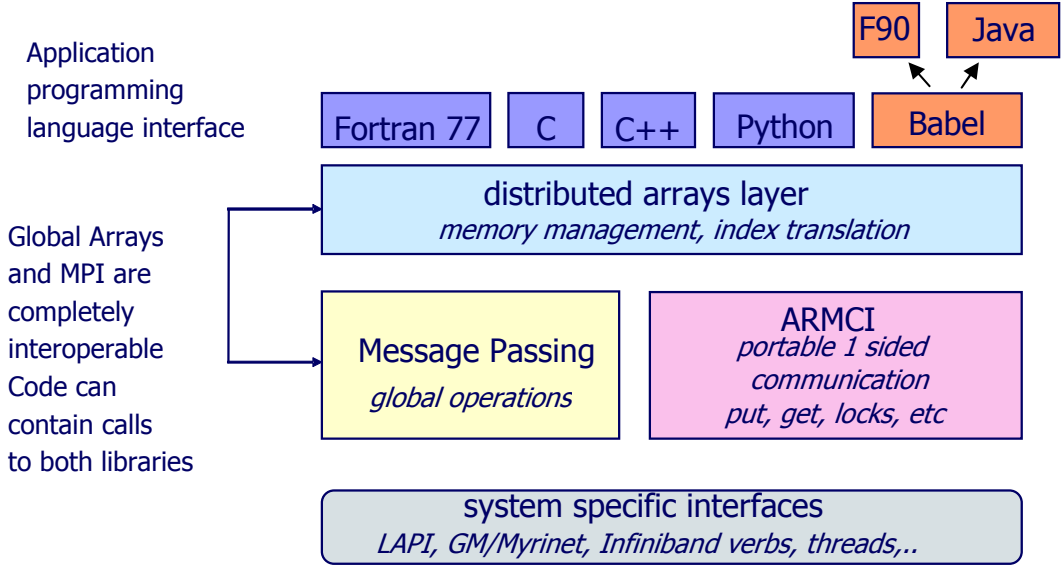 F90
Java
Application
programming
language interface
Fortran 77
C
C++
Python
Babel
distributed arrays layer
memory management, index translation
Global Arrays
and MPI are
completely
interoperable
Code can
contain calls
to both libraries
Message Passing
global operations
ARMCI
portable 1 sided
communication
put, get, locks, etc
system specific interfaces
LAPI, GM/Myrinet, Infiniband verbs, threads,..